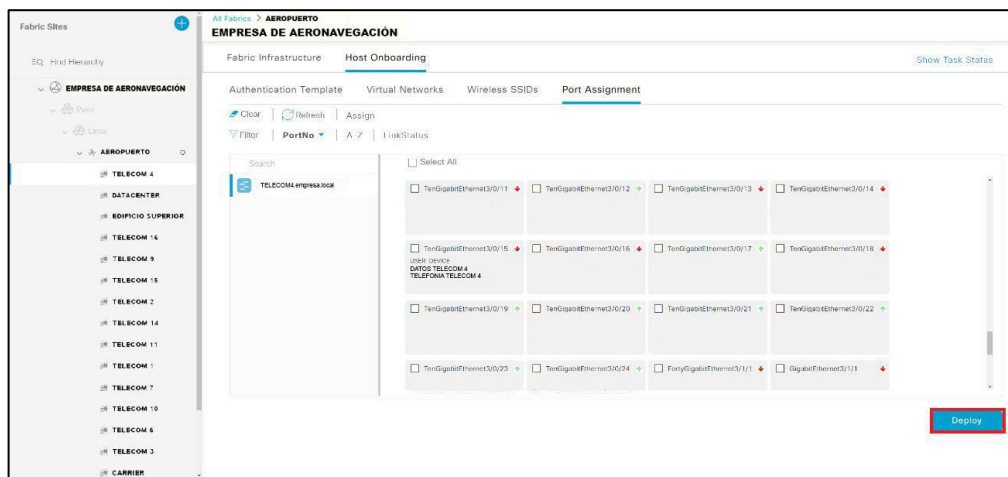 Fabric Sites
All Fabrics > AEROPUERTO
EMPRESA DE AERONAVEGACIÓN
EQ Find Hierarchy
Fabric Infrastructure Host Onboarding Show Task Status
EMPRESA DE AERONAVEGACIÓN
Authentication Template Virtual Networks Wireless SSIDs Port Assignment
Peru
Clear | Refresh | Assign
Lima
Filter | PortNo | A-Z | LinkStatus
AEROPUERTO
Search
Select All
TELECOM 4
TELECOM4.empresa.local
TenGigabitEthernet3/0/11 TenGigabitEthernet3/0/12 TenGigabitEthernet3/0/13 TenGigabitEthernet3/0/14
DATACENTER
EDIFICIO SUPERIOR
TELECOM 16
TenGigabitEthernet3/0/15 TenGigabitEthernet3/0/16 TenGigabitEthernet3/0/17 TenGigabitEthernet3/0/18
USER DEVICE
DATOS TELECOM 4
TELEFONIA TELECOM 4
TELECOM 9
TELECOM 15
TELECOM 2
TenGigabitEthernet3/0/19 TenGigabitEthernet3/0/20 TenGigabitEthernet3/0/21 TenGigabitEthernet3/0/22
TELECOM 14
TELECOM 11
TELECOM 1
TenGigabitEthernet3/0/23 TenGigabitEthernet3/0/24 FortyGigabitEthernet3/1/1 GigabitEthernet3/1/1
TELECOM 7
TELECOM 10
Deploy
TELECOM 6
TELECOM 3
CARRIER